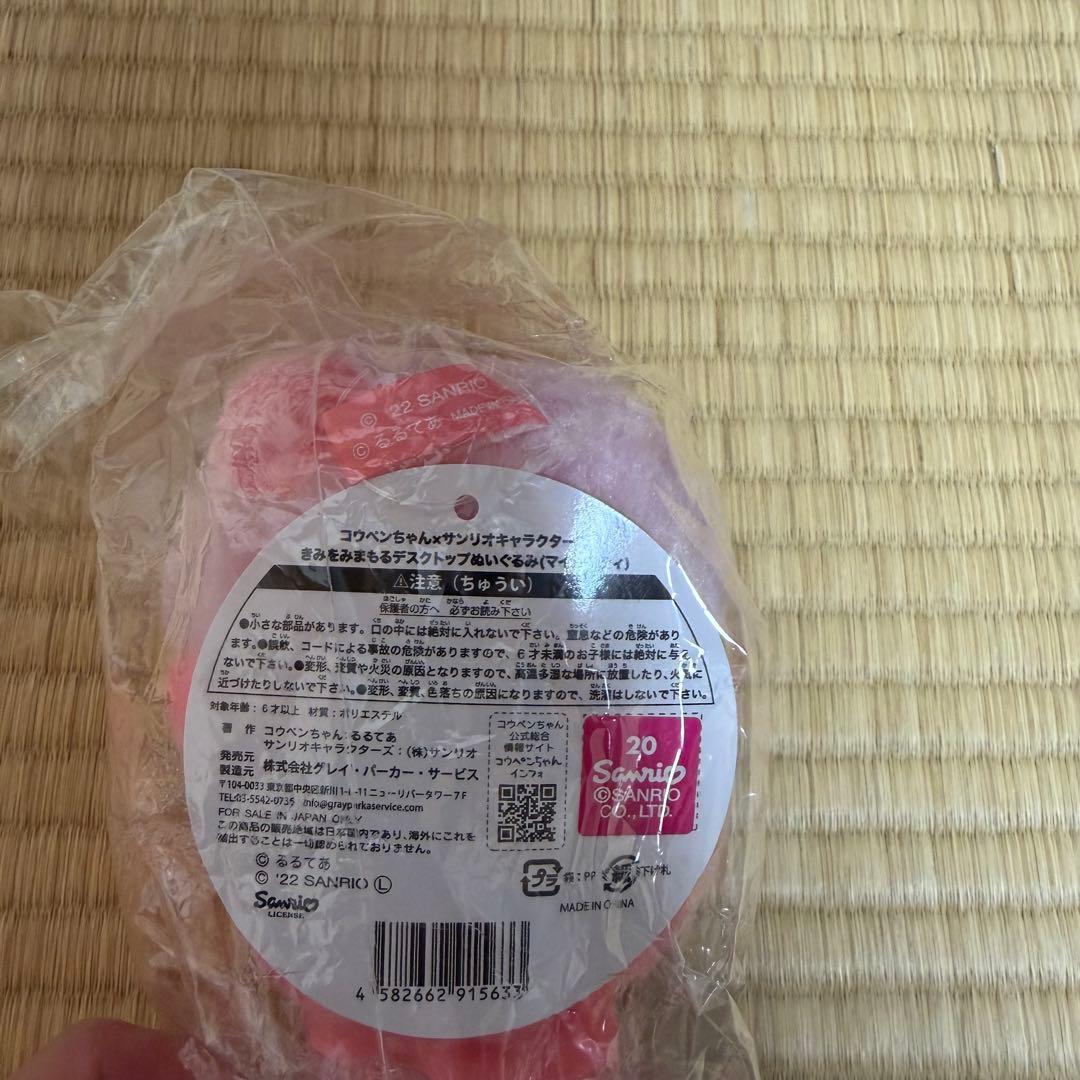 © '22 SANRIO
© るるてあ MADE IN
コウペンちゃん×サンリオキャラクター
きみをみまもるデスクトップぬいぐるみ(マイ
⚠注意（ちゅうい）
保護者の方へ 必ずお読み下さい
●小さな部品があります。口の中には絶対に入れないで下さい。窒息などの危険があり
ます。●誤飲、コードによる事故の危険がありますので、6才未満のお子様には絶対に与え
ないで下さい。●変形、変質や火災の原因となりますので、高温多湿な場所に放置したり、火気に
近づけたりしないで下さい。●変形、変質、色落ちの原因になりますので、洗濯はしないで下さい。
対象年齢：6才以上 材質：ポリエステル
著 作 コウペンちゃん：るるてあ
サンリオキャラクターズ：(株)サンリオ
発売元
製造元 株式会社グレイ・パーカー・サービス
〒104-0033 東京都中央区新川1- -11 ニューリバータワー7F
TEL03-5542-0736 info@grayparkaservice.com
FOR SALE IN JAPAN ONLY
この商品の販売地域は日本国内であり、海外にこれを
輸出することは一切認められておりません。
© るるてあ
© '22 SANRIO Ⓛ
Sanrio
LICENSE
コウペンちゃん
公式総合
情報サイト
コウペンちゃん
インフォ
20
Sanrio
©SANRIO
CO.,LTD.
プラ 袋：PP 紙 下げ札
MADE IN CHINA
4 582662 915633